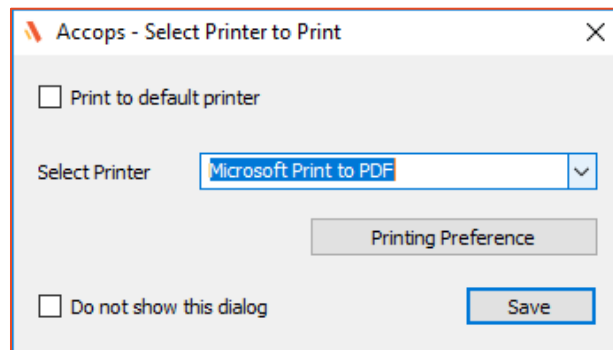 Accops - Select Printer to Print
Print to default printer
Select Printer Microsoft Print to PDF
Printing Preference
Do not show this dialog Save